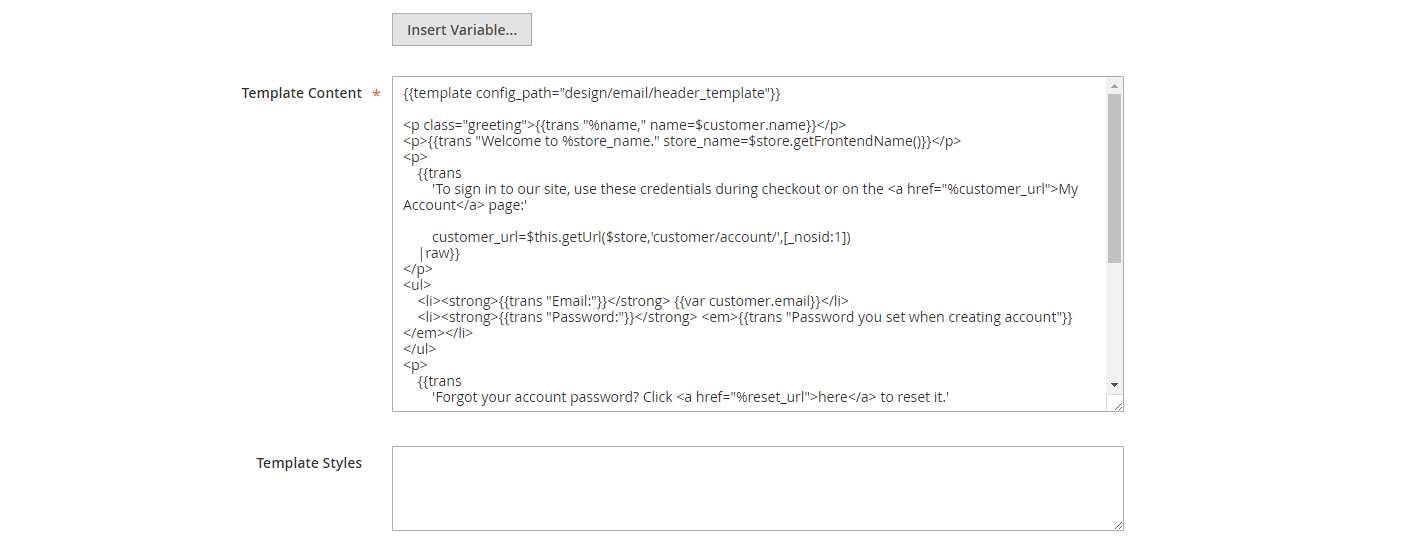 Insert Variable...
Template Content *
{{template config_path="design/email/header_template"}}
<p class="greeting">{{trans "%name," name=$customer.name}}</p>
<p>{{trans "Welcome to %store_name." store_name=$store.getFrontendName()}}</p>
<p>
{{trans
'To sign in to our site, use these credentials during checkout or on the <a href="%customer_url">My
Account</a> page:'
customer_url=$this.getUrl($store,'customer/account/',[_nosid:1])
|raw}}
</p>
<ul>
<li><strong>{{trans "Email:"}}</strong> {{var customer.email}}</li>
<li><strong>{{trans "Password:"}}</strong> <em>{{trans "Password you set when creating account"}}
</em></li>
</ul>
<p>
{{trans
'Forgot your account password? Click <a href="%reset_url">here</a> to reset it.'
Template Styles